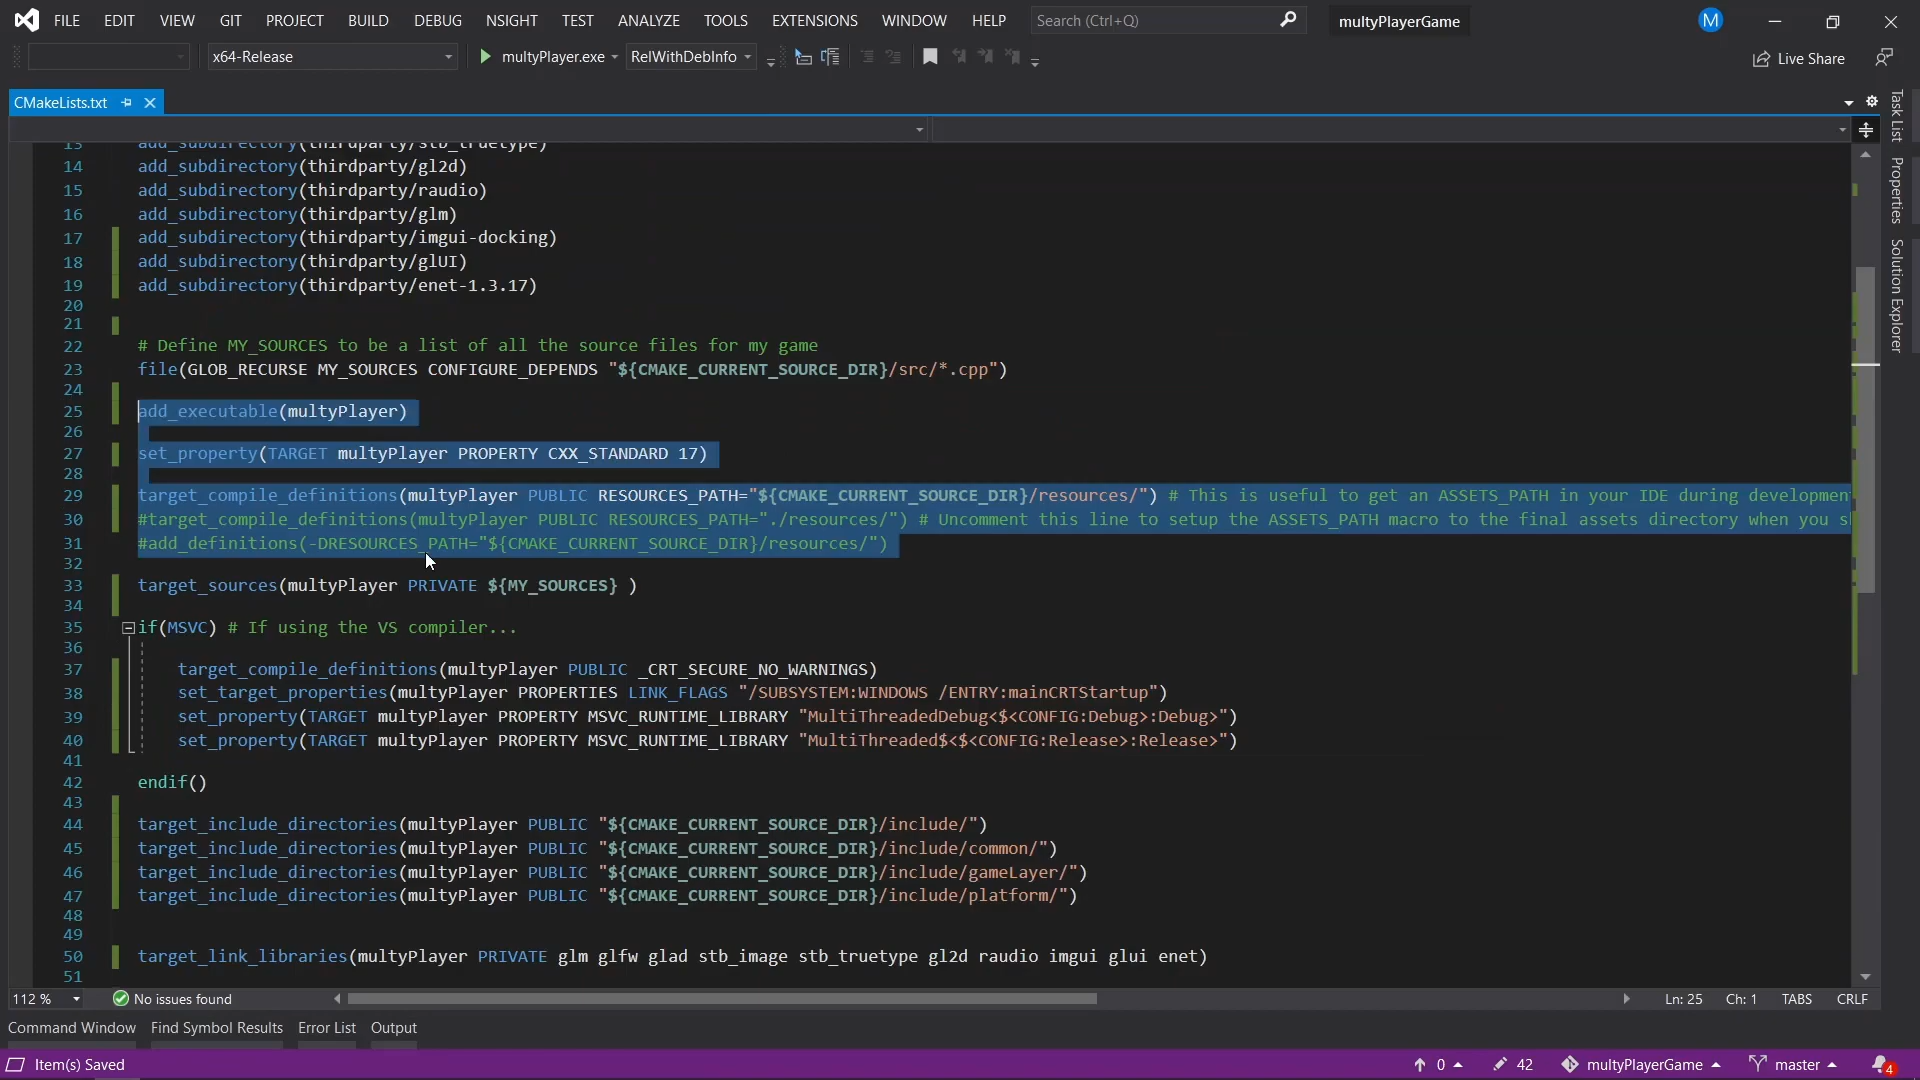 FILE EDIT VIEW GIT PROJECT BUILD DEBUG NSIGHT TEST ANALYZE TOOLS EXTENSIONS WINDOW HELP Search (Ctrl+Q) multyPlayerGame M
x64-Release multyPlayer.exe RelWithDebInfo Live Share
CMakeLists.txt
13 add_subdirectory(thirdparty/stb_truetype)
14 add_subdirectory(thirdparty/gl2d)
15 add_subdirectory(thirdparty/raudio)
16 add_subdirectory(thirdparty/glm)
17 add_subdirectory(thirdparty/imgui-docking)
18 add_subdirectory(thirdparty/glUI)
19 add_subdirectory(thirdparty/enet-1.3.17)
20
21
22 # Define MY_SOURCES to be a list of all the source files for my game
23 file(GLOB_RECURSE MY_SOURCES CONFIGURE_DEPENDS "${CMAKE_CURRENT_SOURCE_DIR}/src/*.cpp")
24
25 add_executable(multyPlayer)
26
27 set_property(TARGET multyPlayer PROPERTY CXX_STANDARD 17)
28
29 target_compile_definitions(multyPlayer PUBLIC RESOURCES_PATH="${CMAKE_CURRENT_SOURCE_DIR}/resources/") # This is useful to get an ASSETS_PATH in your IDE during developmen
30 #target_compile_definitions(multyPlayer PUBLIC RESOURCES_PATH="./resources/") # Uncomment this line to setup the ASSETS_PATH macro to the final assets directory when you s
31 #add_definitions(-DRESOURCES_PATH="${CMAKE_CURRENT_SOURCE_DIR}/resources/")
32
33 target_sources(multyPlayer PRIVATE ${MY_SOURCES} )
34
35 if(MSVC) # If using the VS compiler...
36
37 target_compile_definitions(multyPlayer PUBLIC _CRT_SECURE_NO_WARNINGS)
38 set_target_properties(multyPlayer PROPERTIES LINK_FLAGS "/SUBSYSTEM:WINDOWS /ENTRY:mainCRTStartup")
39 set_property(TARGET multyPlayer PROPERTY MSVC_RUNTIME_LIBRARY "MultiThreadedDebug<$<CONFIG:Debug>:Debug>")
40 set_property(TARGET multyPlayer PROPERTY MSVC_RUNTIME_LIBRARY "MultiThreaded$<$<CONFIG:Release>:Release>")
41
42 endif()
43
44 target_include_directories(multyPlayer PUBLIC "${CMAKE_CURRENT_SOURCE_DIR}/include/")
45 target_include_directories(multyPlayer PUBLIC "${CMAKE_CURRENT_SOURCE_DIR}/include/common/")
46 target_include_directories(multyPlayer PUBLIC "${CMAKE_CURRENT_SOURCE_DIR}/include/gameLayer/")
47 target_include_directories(multyPlayer PUBLIC "${CMAKE_CURRENT_SOURCE_DIR}/include/platform/")
48
49
50 target_link_libraries(multyPlayer PRIVATE glm glfw glad stb_image stb_truetype gl2d raudio imgui glui enet)
51
Task List
Properties
Solution Explorer
112 % No issues found Ln: 25 Ch: 1 TABS CRLF
Command Window Find Symbol Results Error List Output
Item(s) Saved 0 42 multyPlayerGame master 4